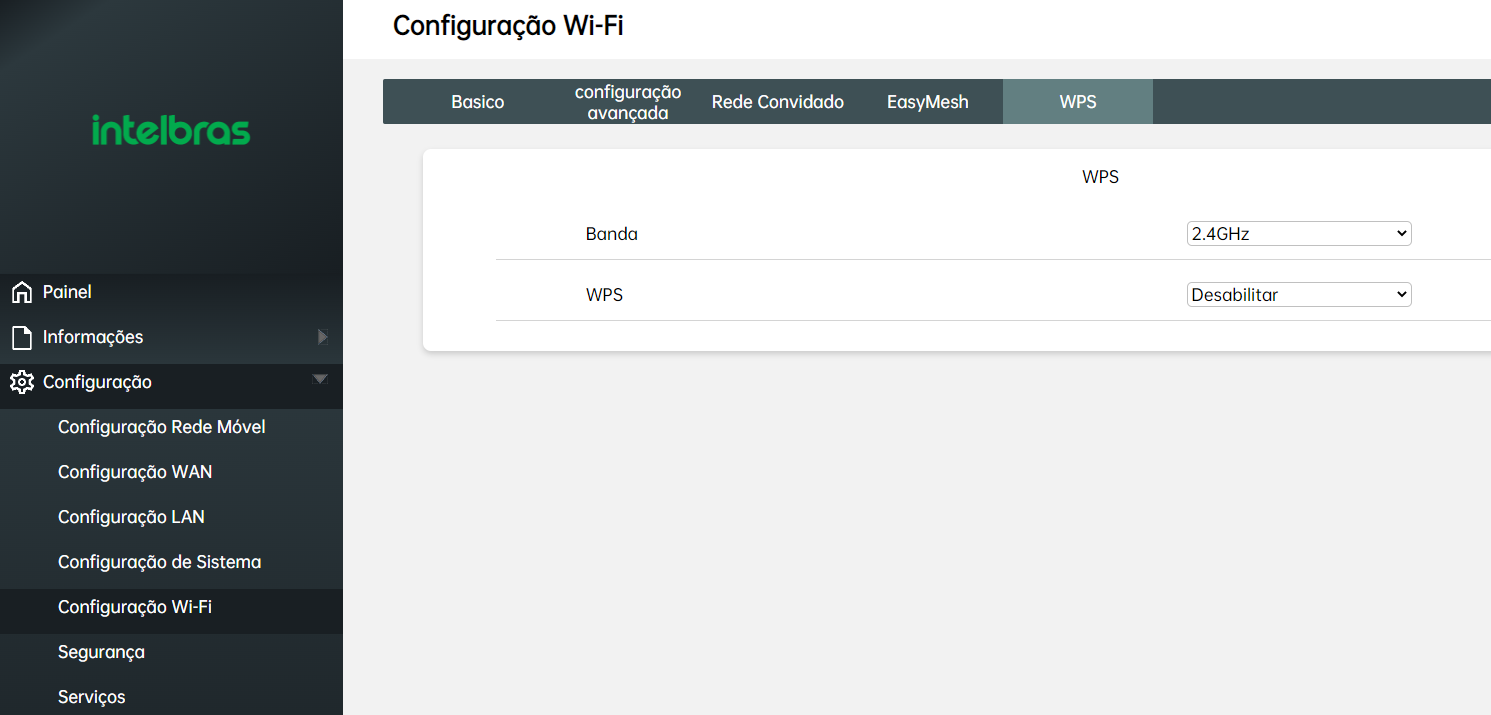 intelbras
Painel
Informações
Configuração
Configuração Rede Móvel
Configuração WAN
Configuração LAN
Configuração de Sistema
Configuração Wi-Fi
Segurança
Serviços
Configuração Wi-Fi
Basico
configuração
avançada
Rede Convidado
EasyMesh
WPS
WPS
Banda
2.4GHz
WPS
Desabilitar